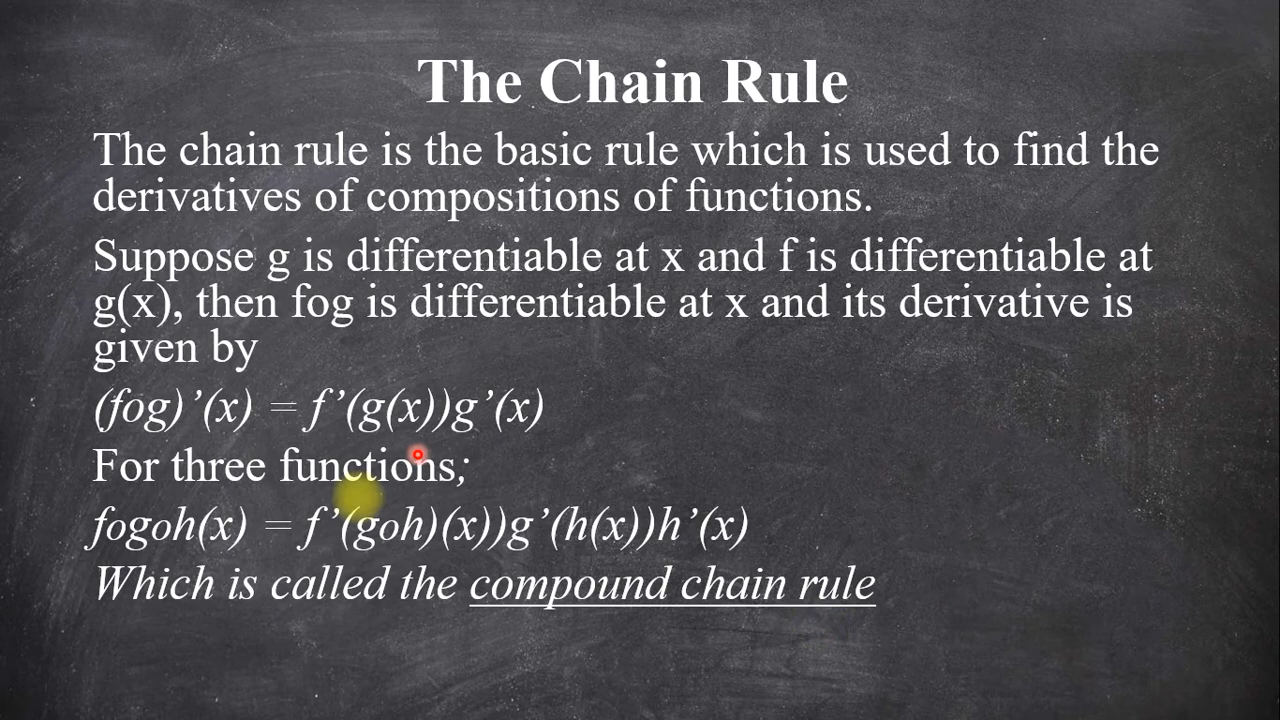 The Chain Rule
The chain rule is the basic rule which is used to find the
derivatives of compositions of functions.
Suppose g is differentiable at x and f is differentiable at
g(x), then fog is differentiable at x and its derivative is
given by
(fog)’(x) = f’(g(x))g’(x)
For three functions;
fogoh(x) = f’(goh)(x))g’(h(x))h’(x)
Which is called the compound chain rule